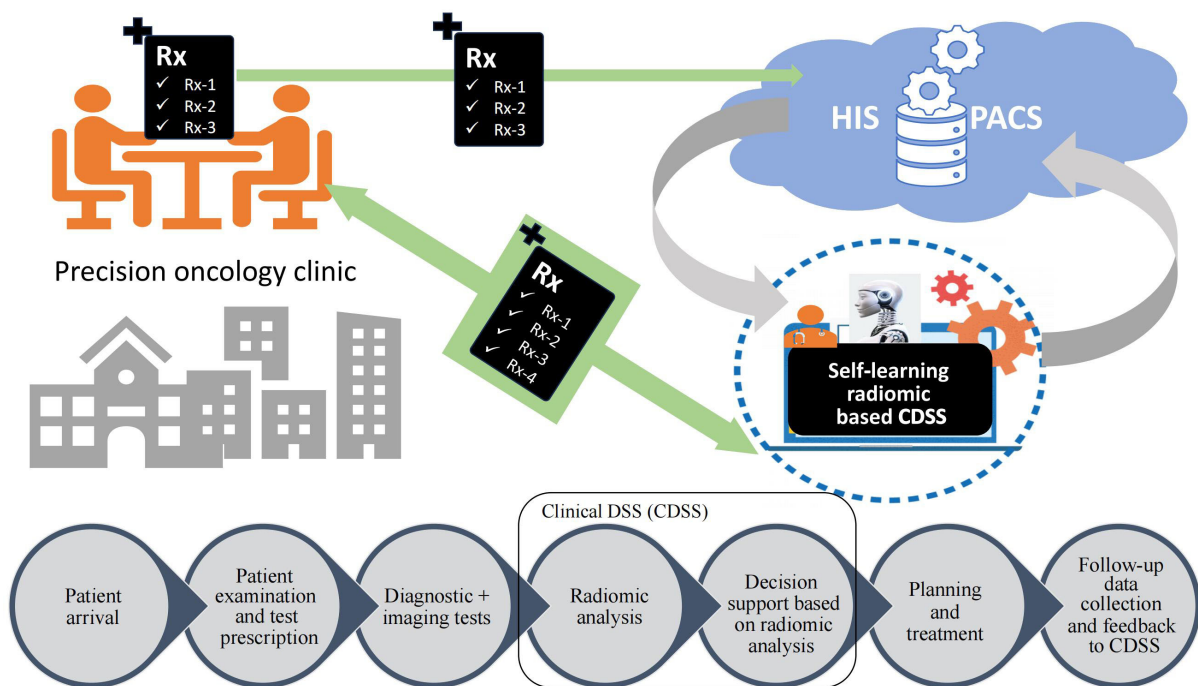 Rx
✓ Rx-1
✓ Rx-2
✓ Rx-3
Rx
✓ Rx-1
✓ Rx-2
✓ Rx-3
HIS
PACS
Precision oncology clinic
Rx
✓ Rx-1
✓ Rx-2
✓ Rx-3
✓ Rx-4
Self-learning
radiomic
based CDSS
Clinical DSS (CDSS)
Patient
arrival
Patient
examination
and test
prescription
Diagnostic +
imaging tests
Radiomic
analysis
Decision
support based
on radiomic
analysis
Planning
and
treatment
Follow-up
data
collection
and feedback
to CDSS